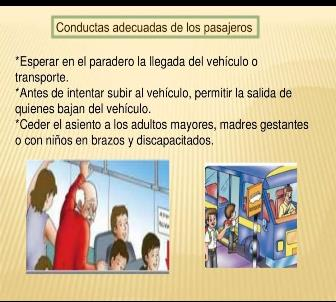 Conductas adecuadas de los pasajeros
*Esperar en el paradero la llegada del vehículo o
transporte.
*Antes de intentar subir al vehículo, permitir la salida de
quienes bajan del vehículo.
*Ceder el asiento a los adultos mayores, madres gestantes
o con niños en brazos y discapacitados.